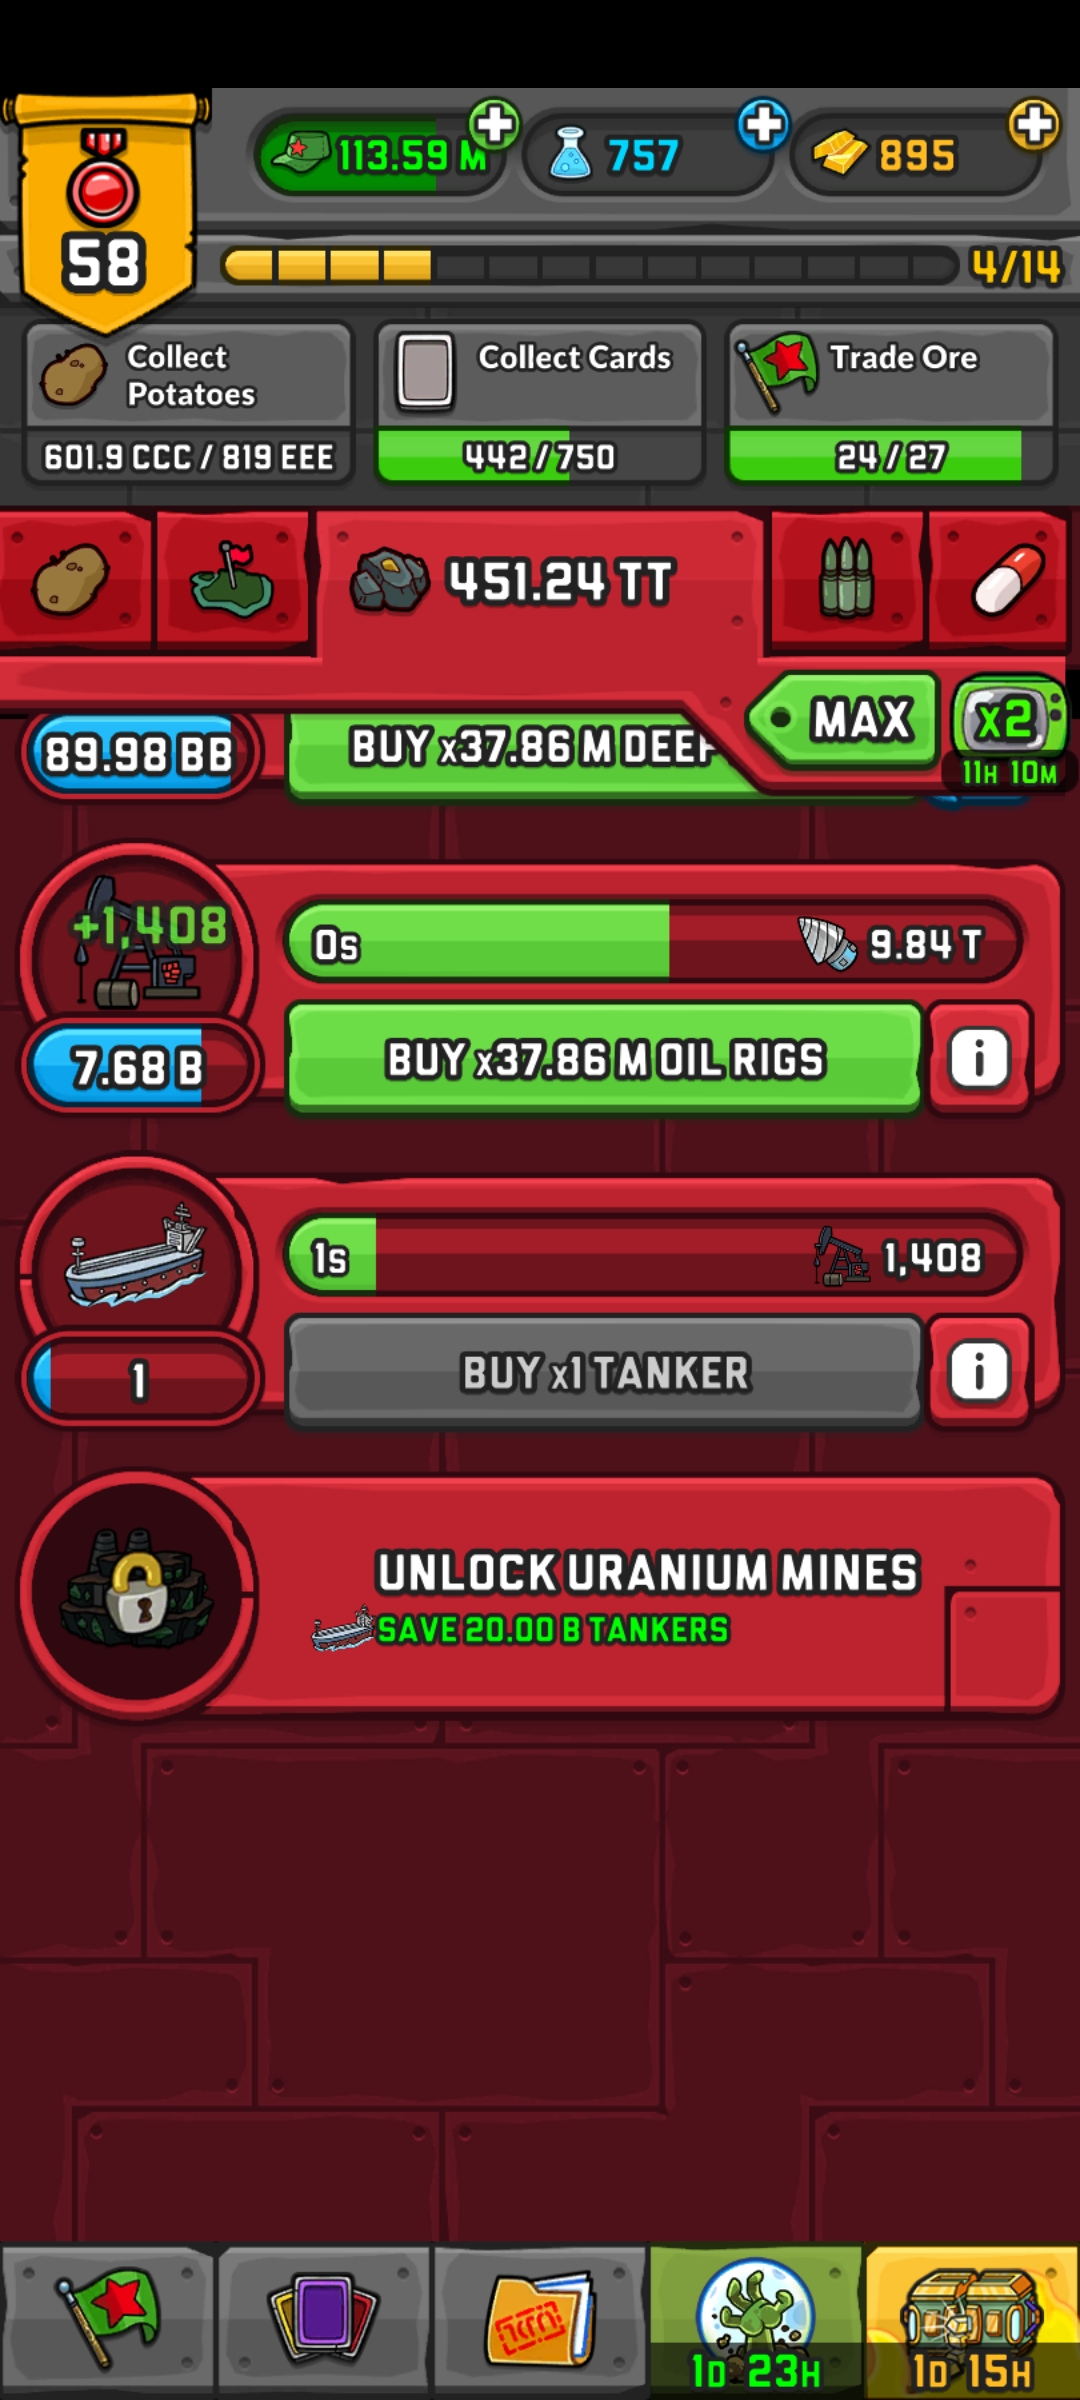 113.59 M
757
895
58
4/14
Collect
Potatoes
Collect Cards
Trade Ore
601.9 CCC / 819 EEE
442/750
24/27
451.24 TT
MAX
x2
11H 10M
89.98 BB
BUY x37.86 M DEEP
+1,408
0s
9.84 T
7.68 B
BUY x37.86 M OIL RIGS
i
1s
1,408
1
BUY x1 TANKER
i
UNLOCK URANIUM MINES
SAVE 20.00 B TANKERS
1D 23H
1D 15H